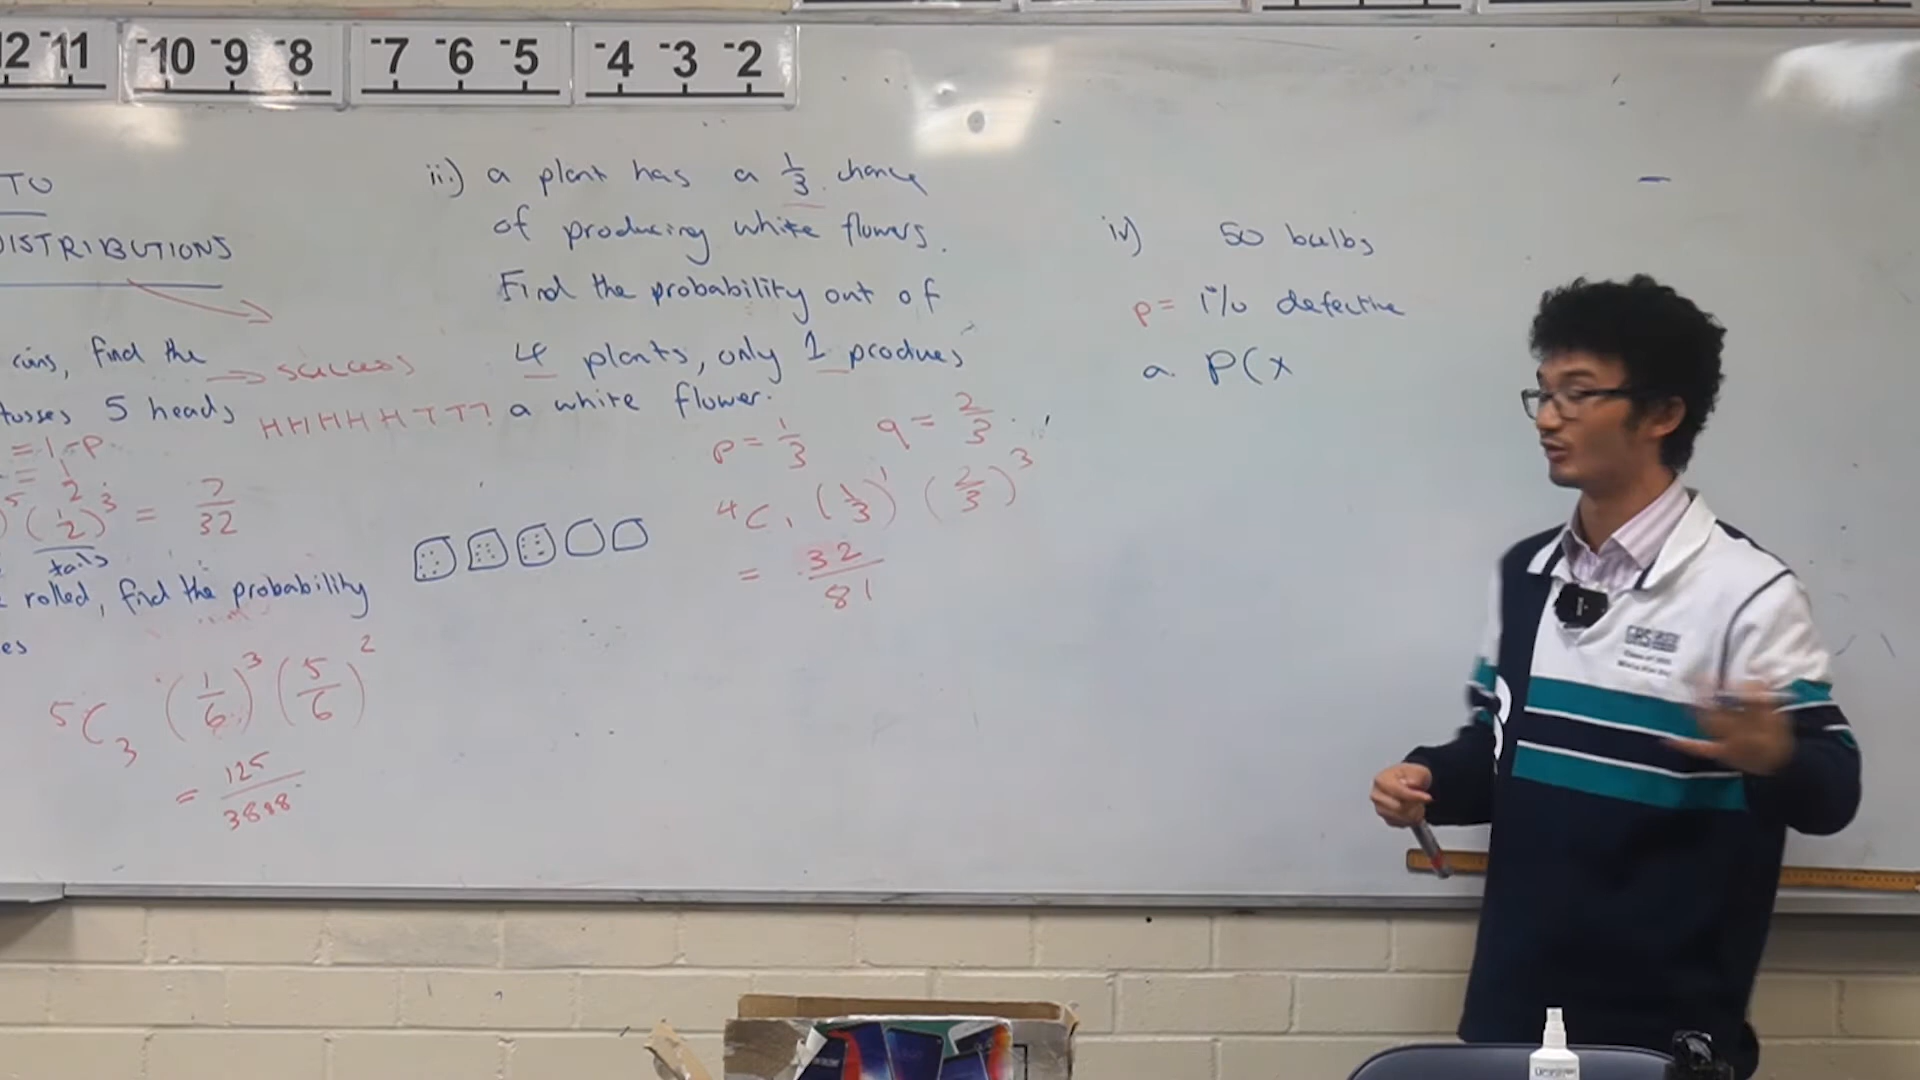 12 -11
-10 -9 -8
-7 -6 -5
-4 -3 -2
TO
DISTRIBUTIONS
coins, find the
→ success
tosses 5 heads
HHHHHTTT
= 1 - p
= 1/2
(1/2)³ = 7/32
tails
rolled, find the probability
⁵C₃ (1/6)³ (5/6)²
= 125/3888
iii) a plant has a 1/3 chance
of producing white flowers.
Find the probability out of
4 plants, only 1 produces
a white flower.
p = 1/3 q = 2/3
⁴C₁ (1/3)¹ (2/3)³
= 32/81
iv) 50 bulbs
p = 1% defective
a. P(x